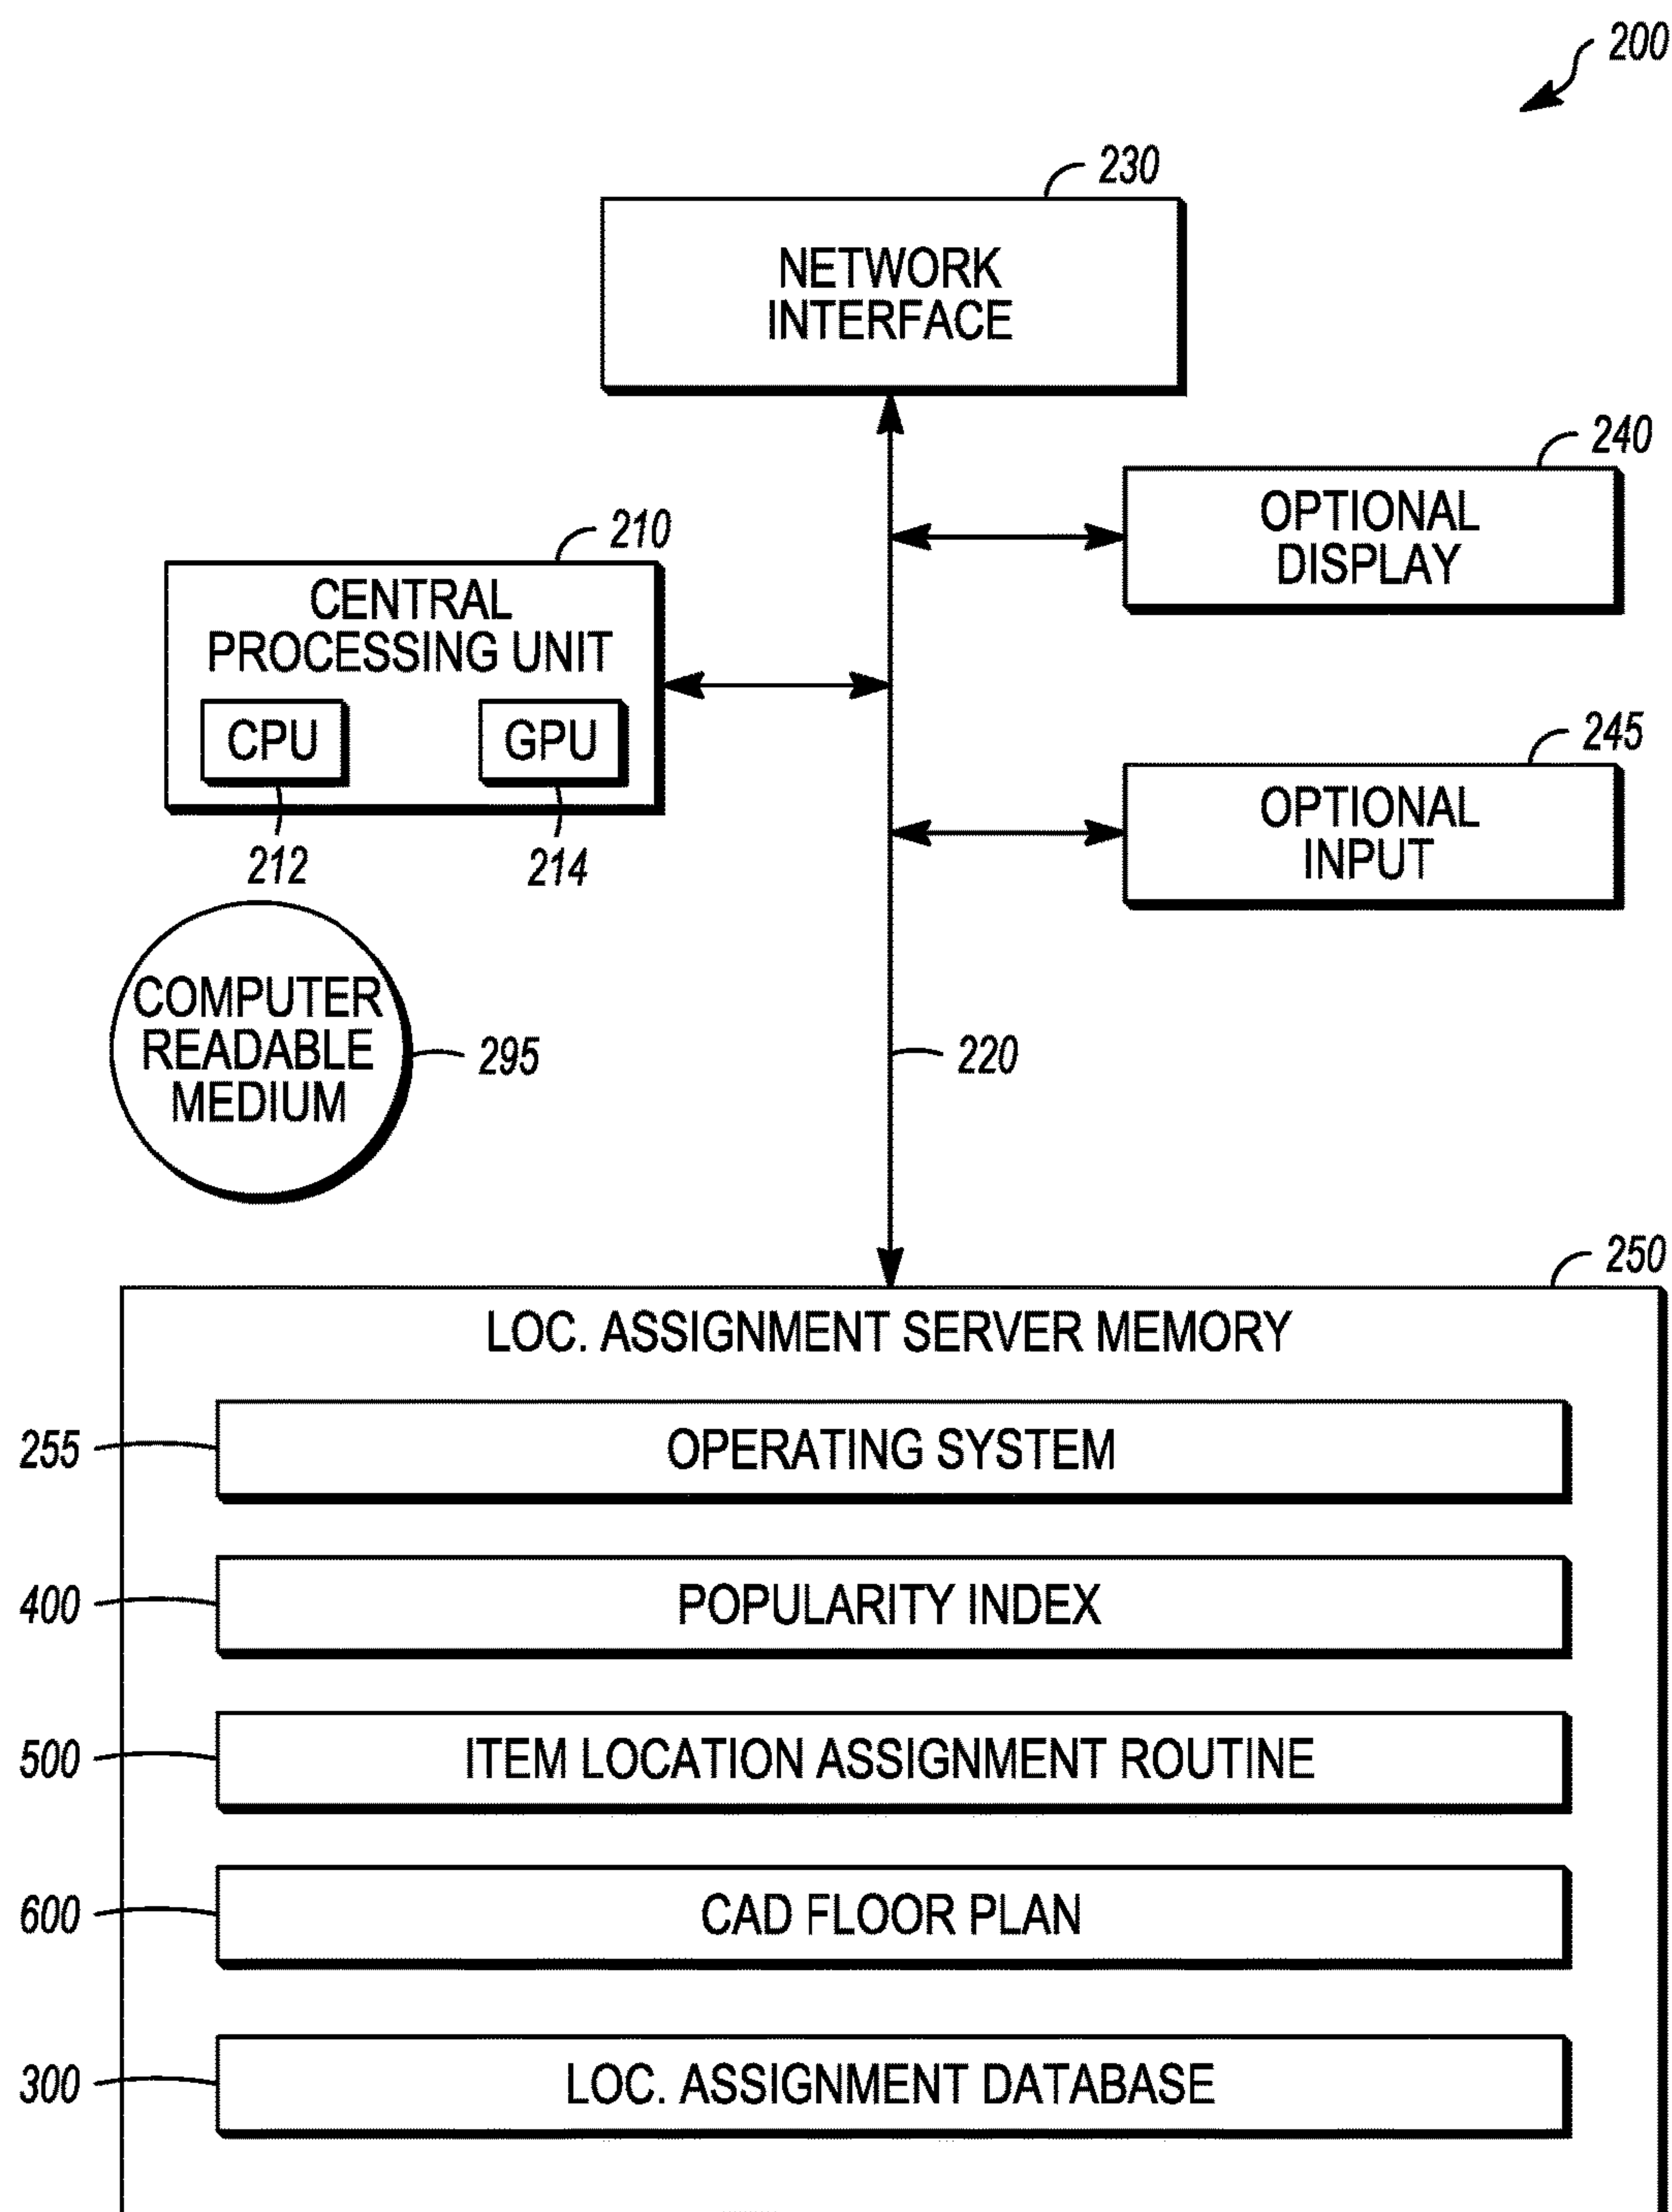 200
230
NETWORK
INTERFACE
240
OPTIONAL
DISPLAY
210
CENTRAL
PROCESSING UNIT
CPU
GPU
212
214
245
OPTIONAL
INPUT
COMPUTER
READABLE
MEDIUM
295
220
250
LOC. ASSIGNMENT SERVER MEMORY
255
OPERATING SYSTEM
400
POPULARITY INDEX
500
ITEM LOCATION ASSIGNMENT ROUTINE
600
CAD FLOOR PLAN
300
LOC. ASSIGNMENT DATABASE